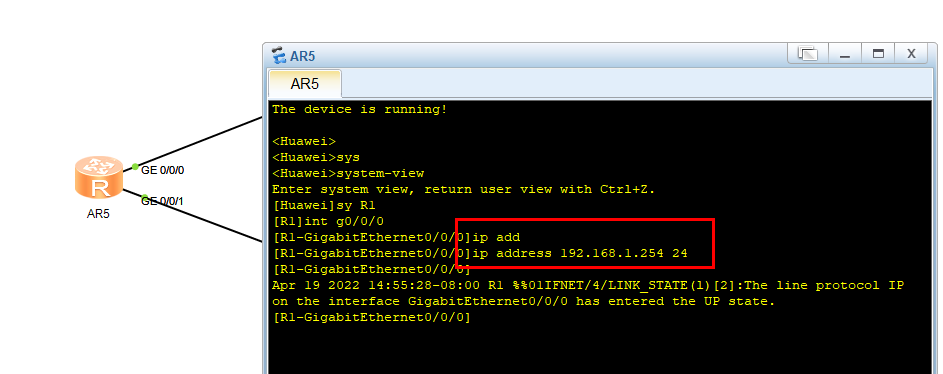 AR5
AR5
The device is running!
<Huawei>
<Huawei>sys
<Huawei>system-view
Enter system view, return user view with Ctrl+Z.
[Huawei]sy R1
[R1]int g0/0/0
[R1-GigabitEthernet0/0/0]ip add
[R1-GigabitEthernet0/0/0]ip address 192.168.1.254 24
[R1-GigabitEthernet0/0/0]
Apr 19 2022 14:55:28-08:00 R1 %%01IFNET/4/LINK_STATE(l)[2]:The line protocol IP
on the interface GigabitEthernet0/0/0 has entered the UP state.
[R1-GigabitEthernet0/0/0]
GE 0/0/0
R
GE 0/0/1
AR5